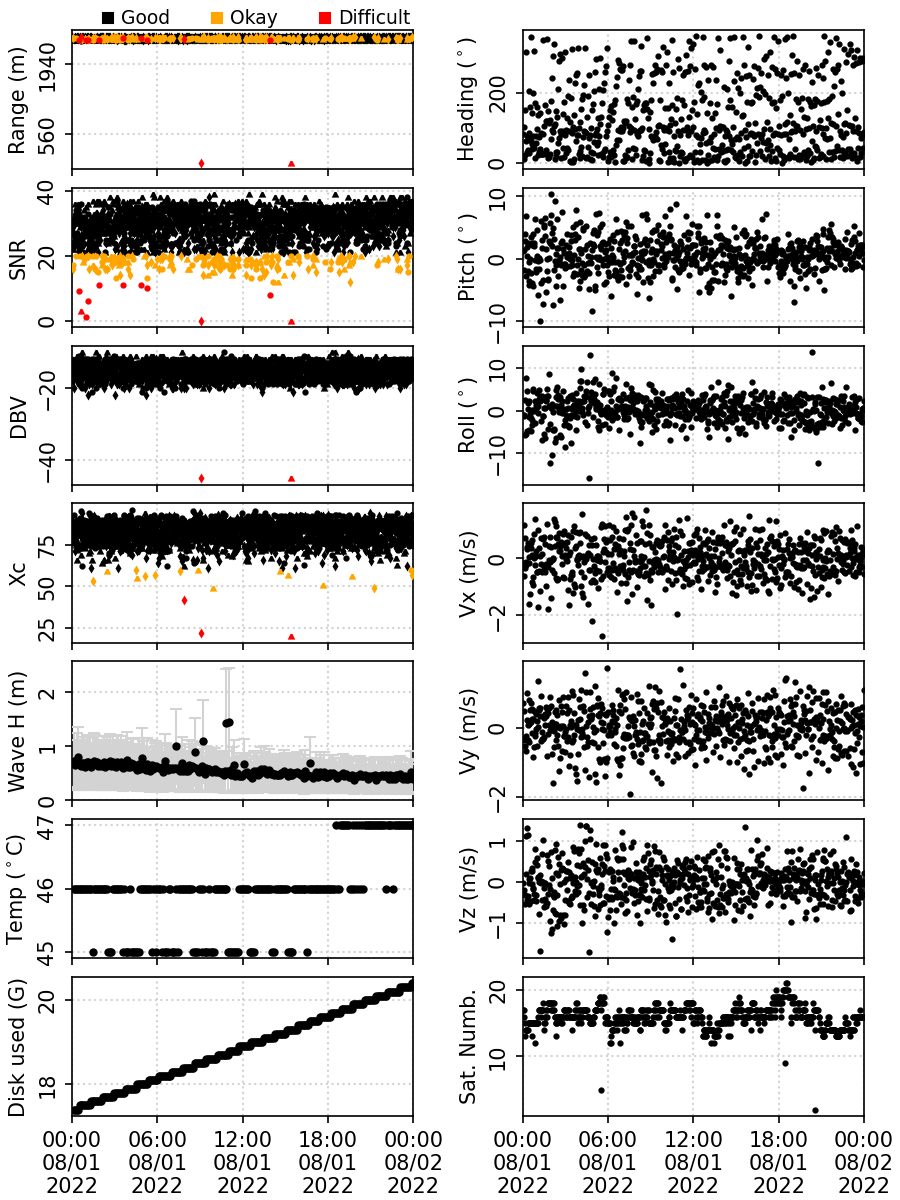 Good Okay Difficult
Range (m)
1940
560
Heading (°)
200
0
SNR
40
20
0
Pitch (°)
10
0
−10
DBV
−20
−40
Roll (°)
10
0
−10
Xc
75
50
25
Vx (m/s)
0
−2
Wave H (m)
2
1
0
Vy (m/s)
0
−2
Temp (°C)
47
46
45
Vz (m/s)
1
0
−1
Disk used (G)
20
18
Sat. Numb.
20
10
00:00 06:00 12:00 18:00 00:00
08/01 08/01 08/01 08/01 08/02
2022 2022 2022 2022 2022
00:00 06:00 12:00 18:00 00:00
08/01 08/01 08/01 08/01 08/02
2022 2022 2022 2022 2022